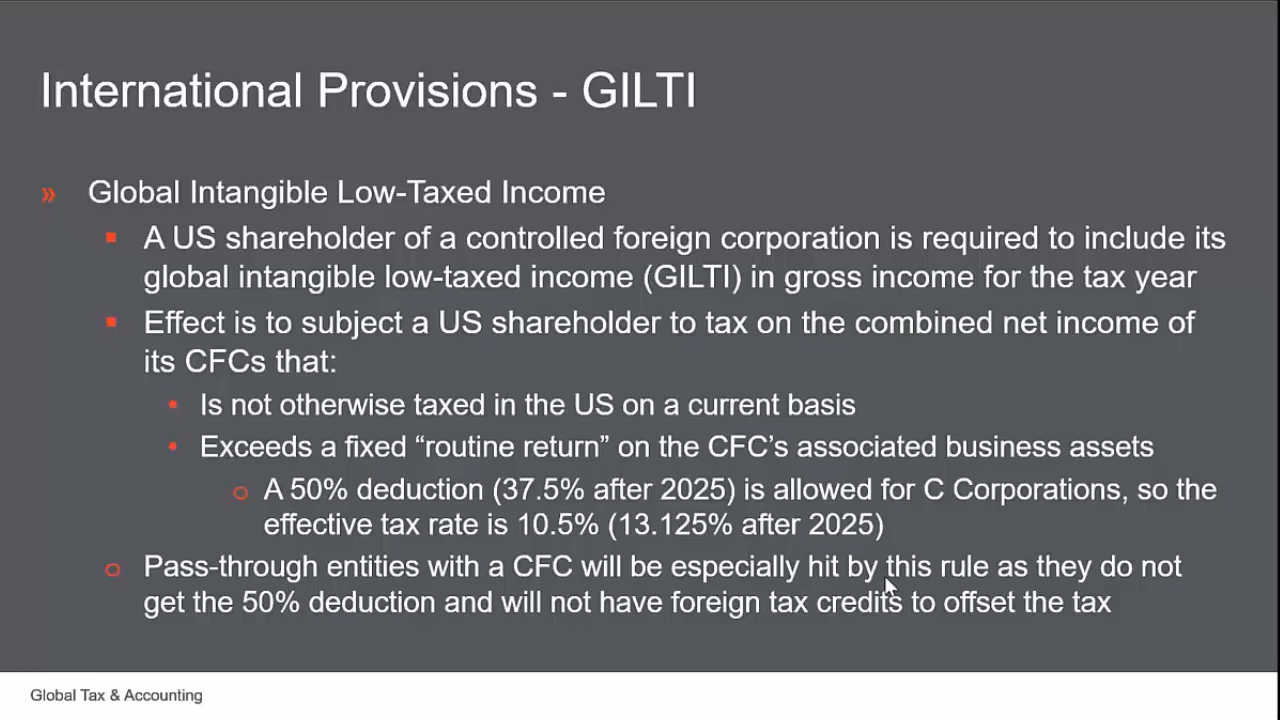 International Provisions - GILTI
» Global Intangible Low-Taxed Income
▪ A US shareholder of a controlled foreign corporation is required to include its
global intangible low-taxed income (GILTI) in gross income for the tax year
▪ Effect is to subject a US shareholder to tax on the combined net income of
its CFCs that:
• Is not otherwise taxed in the US on a current basis
• Exceeds a fixed “routine return” on the CFC’s associated business assets
o A 50% deduction (37.5% after 2025) is allowed for C Corporations, so the
effective tax rate is 10.5% (13.125% after 2025)
o Pass-through entities with a CFC will be especially hit by this rule as they do not
get the 50% deduction and will not have foreign tax credits to offset the tax
Global Tax & Accounting